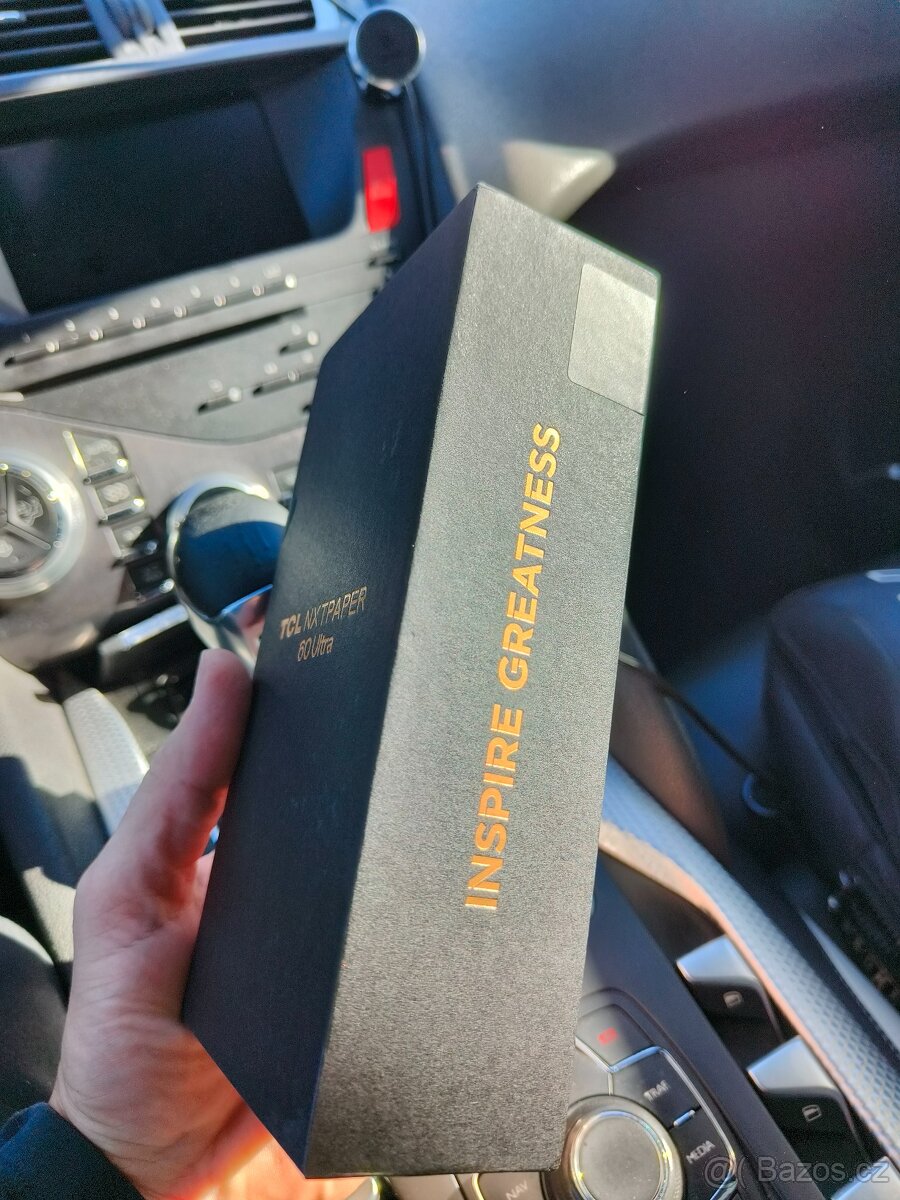 TCL NXTPAPER
60 Ultra
INSPIRE GREATNESS
TRAF
MEDIA
NAV
@ Bazos.cz